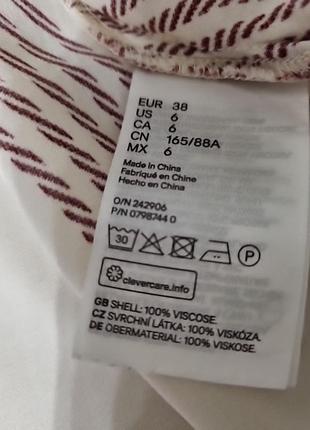 EUR 38
US 6
CA 6
CN 165/88A
MX 6
Made in China
Fabriqué en Chine
Hecho en China
O/N 242906
P/N 0798744 0
30 P
clevercare.info
GB SHELL: 100% VISCOSE.
CZ SVRCHNÍ LÁTKA: 100% VISKÓZA.
DE OBERMATERIAL: 100% VISKOSE.